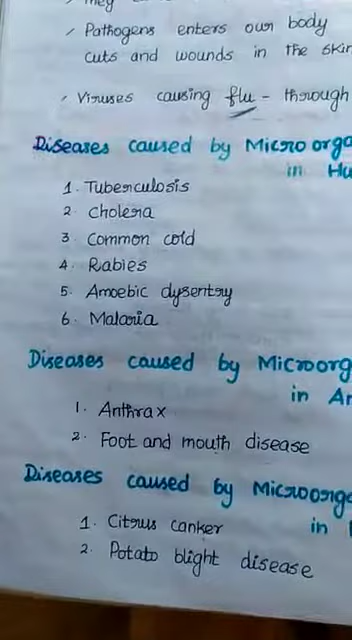 they
✓ Pathogens enters our body
cuts and wounds in the skin
✓ Viruses causing flu - through
Diseases caused by Microorga
in Hu
1. Tuberculosis
2. Cholera
3. Common cold
4. Rabies
5. Amoebic dysentry
6. Malaria
Diseases caused by Microorg
in An
1. Anthrax
2. Foot and mouth disease
Diseases caused by Microorga
in
1. Citrus canker
2. Potato blight disease